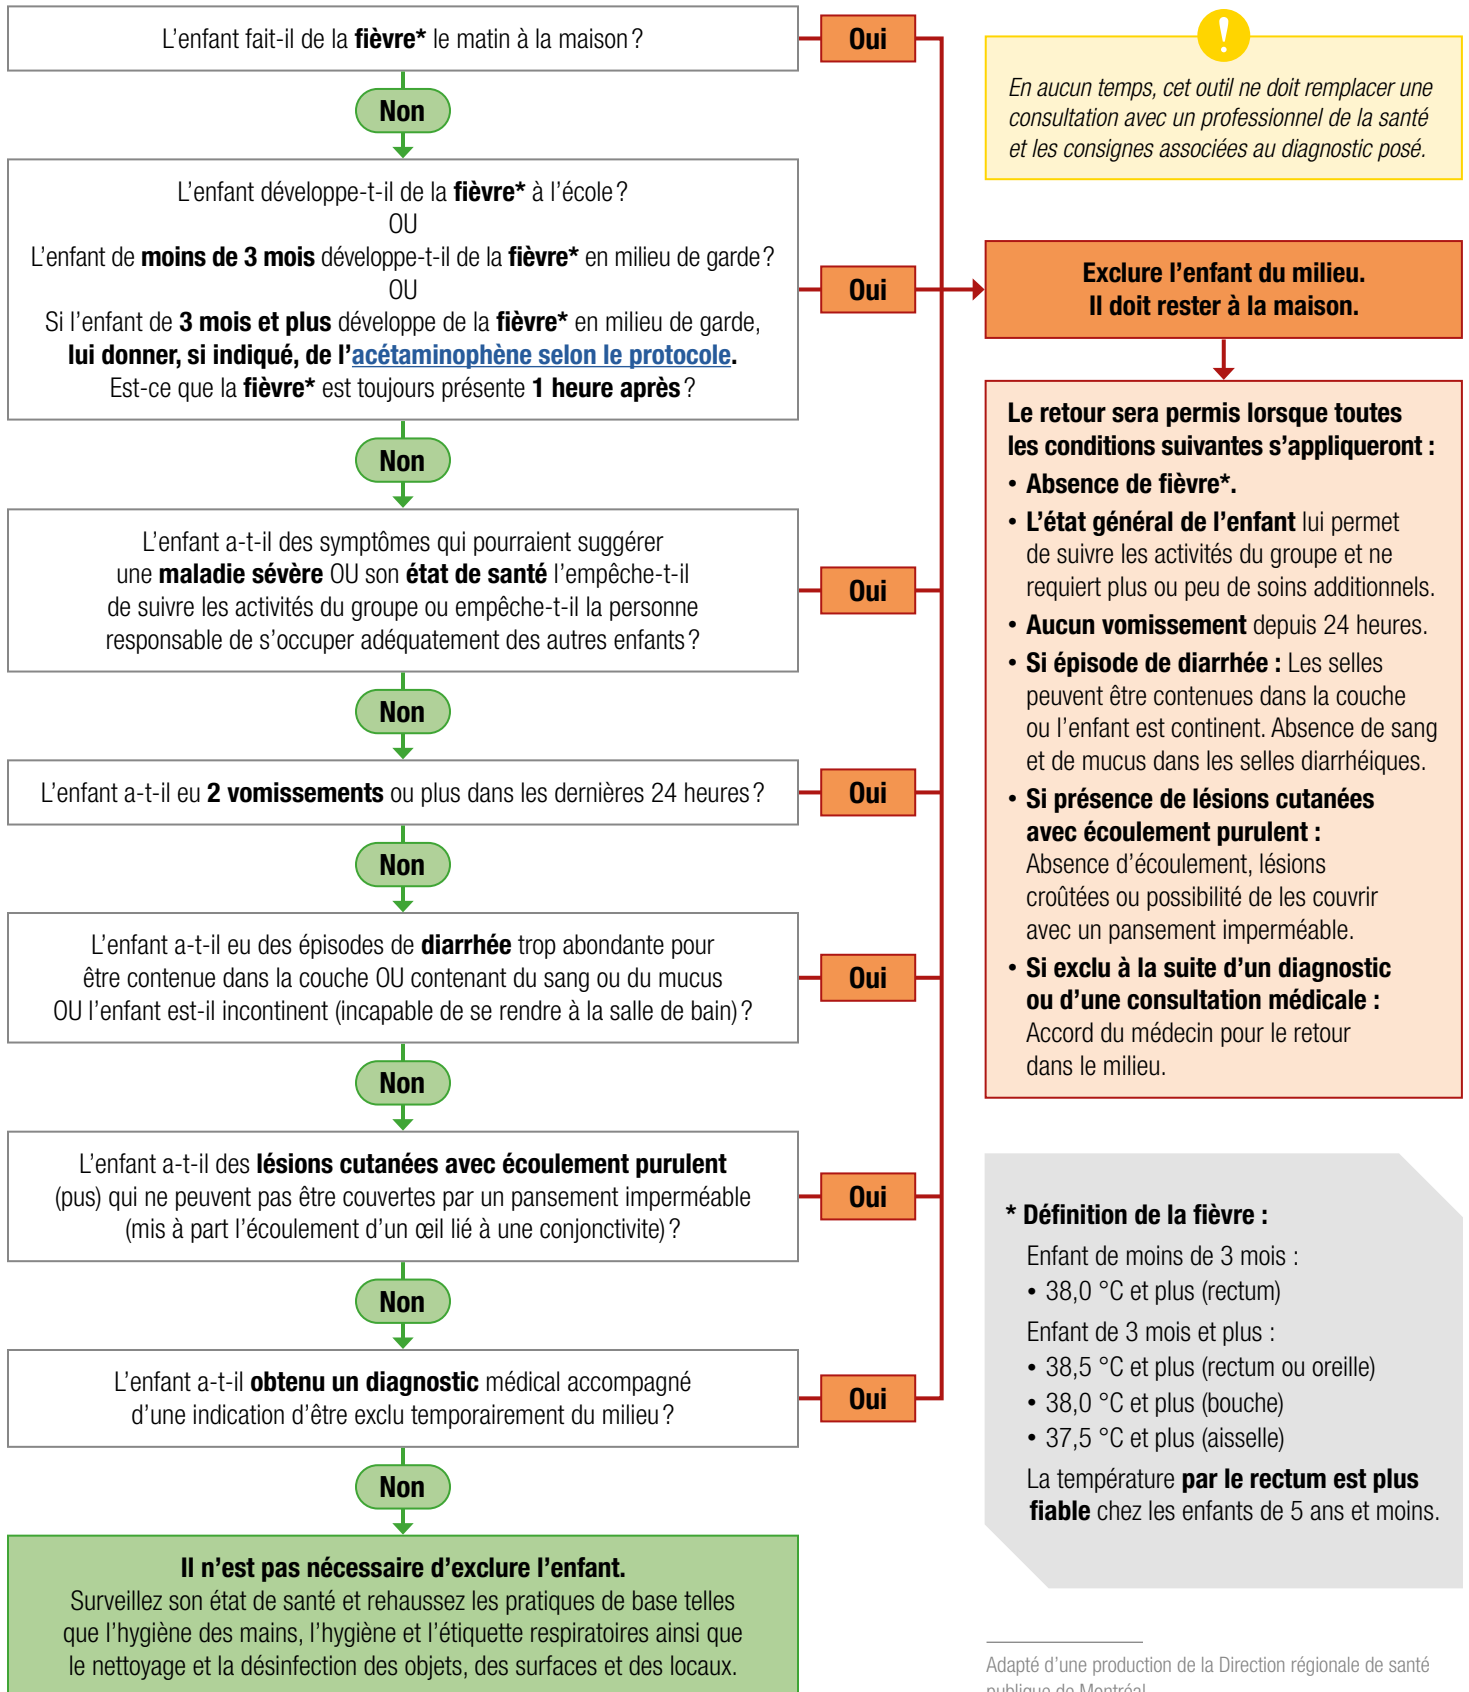 L'enfant fait-il de la fièvre* le matin à la maison ?
Oui
Non
L'enfant développe-t-il de la fièvre* à l'école ?
OU
L'enfant de moins de 3 mois développe-t-il de la fièvre* en milieu de garde ?
OU
Si l'enfant de 3 mois et plus développe de la fièvre* en milieu de garde,
lui donner, si indiqué, de l'acétaminophène selon le protocole.
Est-ce que la fièvre* est toujours présente 1 heure après ?
Oui
Non
L'enfant a-t-il des symptômes qui pourraient suggérer
une maladie sévère OU son état de santé l'empêche-t-il
de suivre les activités du groupe ou empêche-t-il la personne
responsable de s'occuper adéquatement des autres enfants ?
Oui
Non
L'enfant a-t-il eu 2 vomissements ou plus dans les dernières 24 heures ?
Oui
Non
L'enfant a-t-il eu des épisodes de diarrhée trop abondante pour
être contenue dans la couche OU contenant du sang ou du mucus
OU l'enfant est-il incontinent (incapable de se rendre à la salle de bain) ?
Oui
Non
L'enfant a-t-il des lésions cutanées avec écoulement purulent
(pus) qui ne peuvent pas être couvertes par un pansement imperméable
(mis à part l'écoulement d'un œil lié à une conjonctivite) ?
Oui
Non
L'enfant a-t-il obtenu un diagnostic médical accompagné
d'une indication d'être exclu temporairement du milieu ?
Oui
Non
Il n'est pas nécessaire d'exclure l'enfant.
Surveillez son état de santé et rehaussez les pratiques de base telles
que l'hygiène des mains, l'hygiène et l'étiquette respiratoires ainsi que
le nettoyage et la désinfection des objets, des surfaces et des locaux.
!
En aucun temps, cet outil ne doit remplacer une
consultation avec un professionnel de la santé
et les consignes associées au diagnostic posé.
Exclure l'enfant du milieu.
Il doit rester à la maison.
Le retour sera permis lorsque toutes
les conditions suivantes s'appliqueront :
• Absence de fièvre*.
• L'état général de l'enfant lui permet
de suivre les activités du groupe et ne
requiert plus ou peu de soins additionnels.
• Aucun vomissement depuis 24 heures.
• Si épisode de diarrhée : Les selles
peuvent être contenues dans la couche
ou l'enfant est continent. Absence de sang
et de mucus dans les selles diarrhéiques.
• Si présence de lésions cutanées
avec écoulement purulent :
Absence d'écoulement, lésions
croûtées ou possibilité de les couvrir
avec un pansement imperméable.
• Si exclu à la suite d'un diagnostic
ou d'une consultation médicale :
Accord du médecin pour le retour
dans le milieu.
* Définition de la fièvre :
Enfant de moins de 3 mois :
• 38,0 °C et plus (rectum)
Enfant de 3 mois et plus :
• 38,5 °C et plus (rectum ou oreille)
• 38,0 °C et plus (bouche)
• 37,5 °C et plus (aisselle)
La température par le rectum est plus
fiable chez les enfants de 5 ans et moins.
Adapté d'une production de la Direction régionale de santé
publique de Montréal